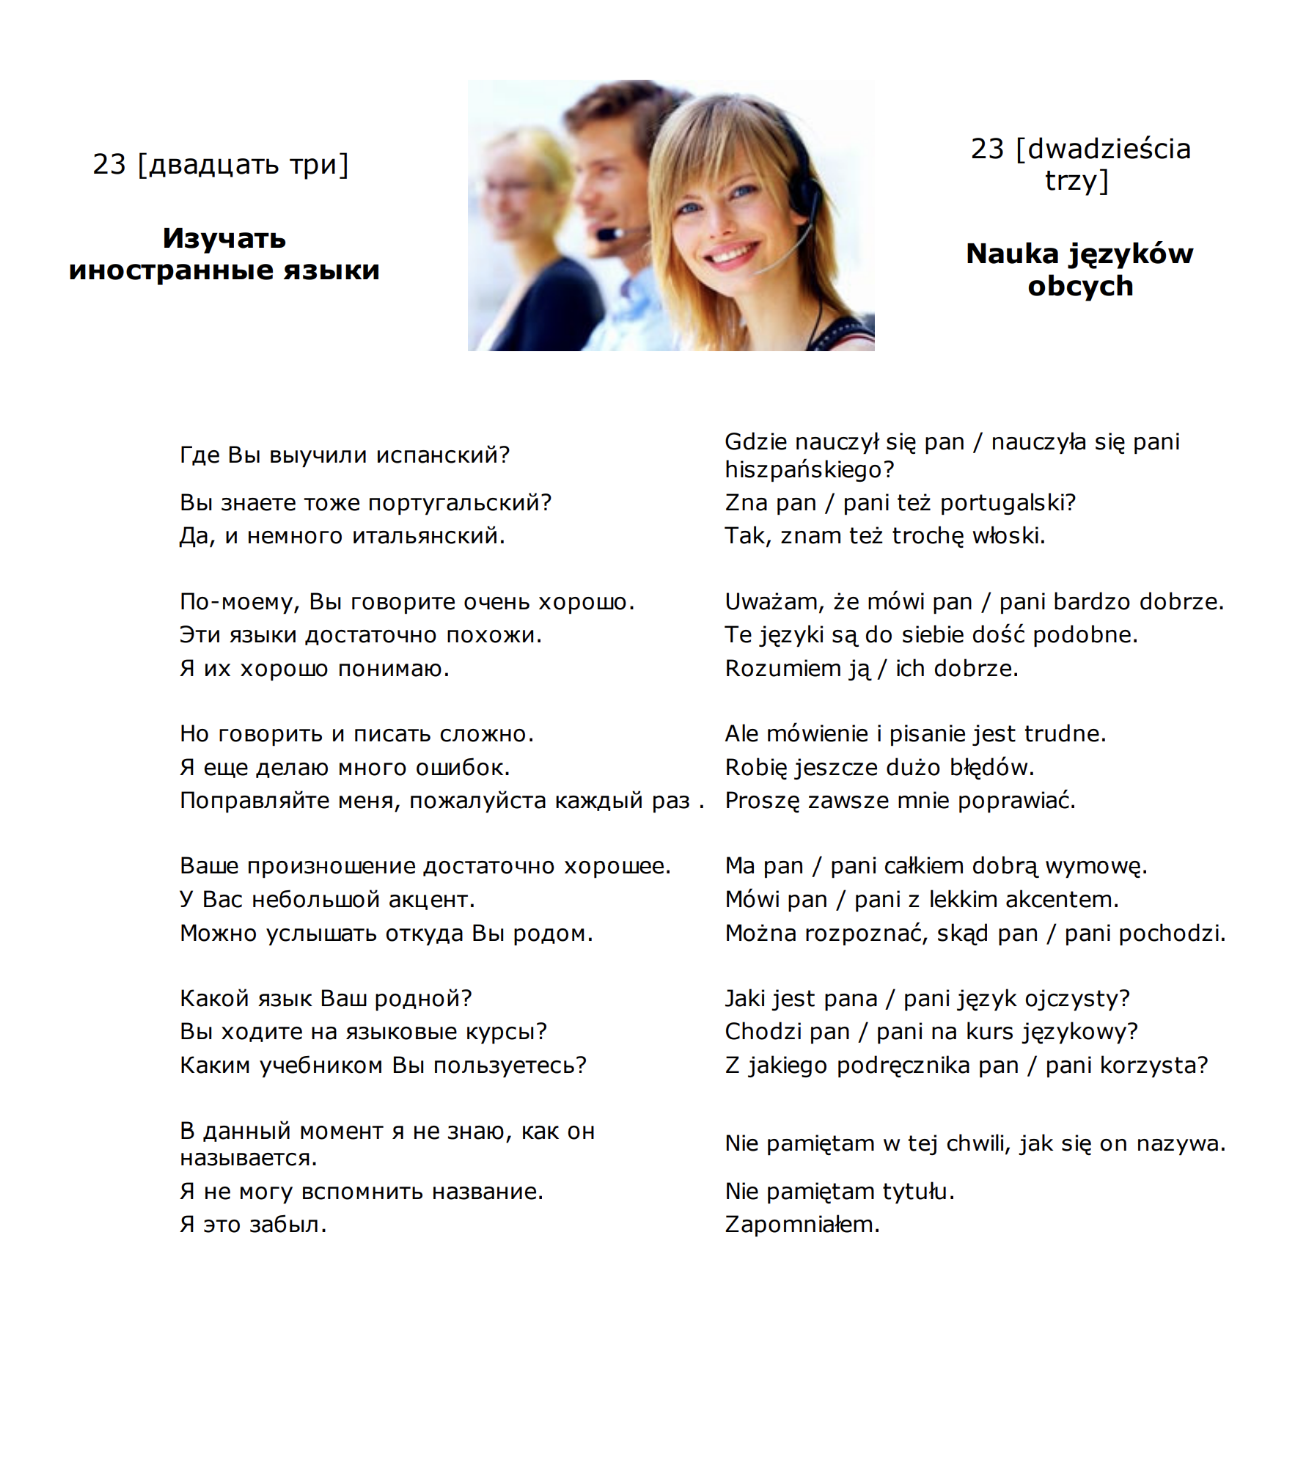 23 [двадцать три]
Изучать
иностранные языки
23 [dwadzieścia
trzy]
Nauka języków
obcych
Где Вы выучили испанский?
Gdzie nauczył się pan / nauczyła się pani
hiszpańskiego?
Вы знаете тоже португальский?
Zna pan / pani też portugalski?
Да, и немного итальянский.
Tak, znam też trochę włoski.
По-моему, Вы говорите очень хорошо.
Uważam, że mówi pan / pani bardzo dobrze.
Эти языки достаточно похожи.
Te języki są do siebie dość podobne.
Я их хорошо понимаю.
Rozumiem ją / ich dobrze.
Но говорить и писать сложно.
Ale mówienie i pisanie jest trudne.
Я еще делаю много ошибок.
Robię jeszcze dużo błędów.
Поправляйте меня, пожалуйста каждый раз .
Proszę zawsze mnie poprawiać.
Ваше произношение достаточно хорошее.
Ma pan / pani całkiem dobrą wymowę.
У Вас небольшой акцент.
Mówi pan / pani z lekkim akcentem.
Можно услышать откуда Вы родом.
Można rozpoznać, skąd pan / pani pochodzi.
Какой язык Ваш родной?
Jaki jest pana / pani język ojczysty?
Вы ходите на языковые курсы?
Chodzi pan / pani na kurs językowy?
Каким учебником Вы пользуетесь?
Z jakiego podręcznika pan / pani korzysta?
В данный момент я не знаю, как он
называется.
Nie pamiętam w tej chwili, jak się on nazywa.
Я не могу вспомнить название.
Nie pamiętam tytułu.
Я это забыл.
Zapomniałem.